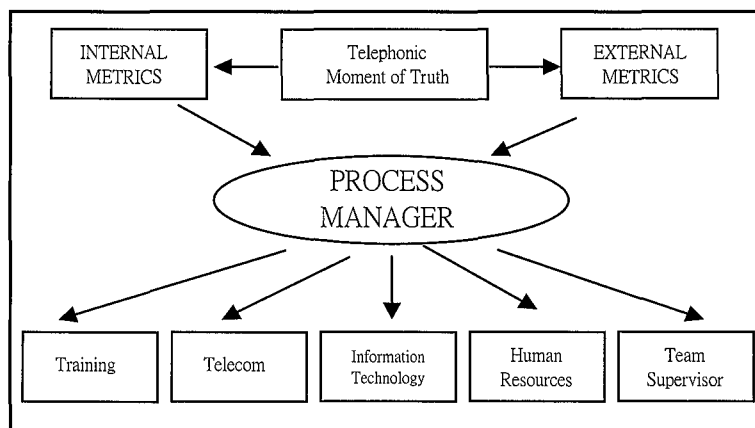 INTERNAL
METRICS
Telephonic
Moment of Truth
EXTERNAL
METRICS
PROCESS
MANAGER
Training
Telecom
Information
Technology
Human
Resources
Team
Supervisor